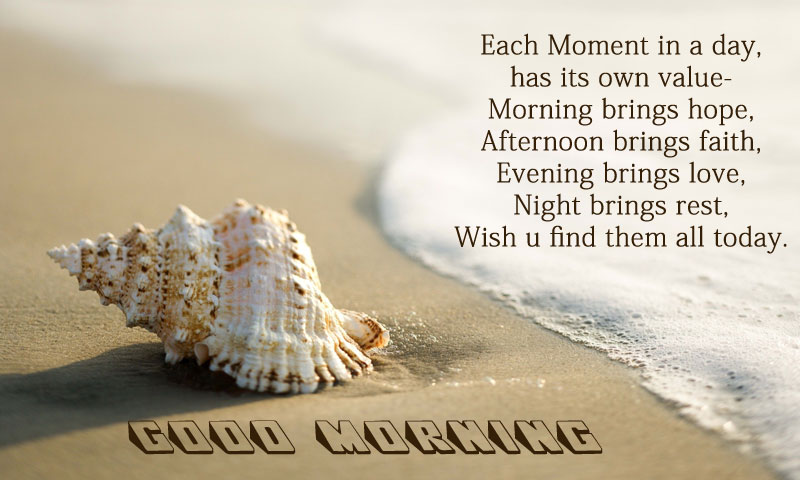 Each Moment in a day,
has its own value-
Morning brings hope,
Afternoon brings faith,
Evening brings love,
Night brings rest,
Wish u find them all today.
GOOD MORNING